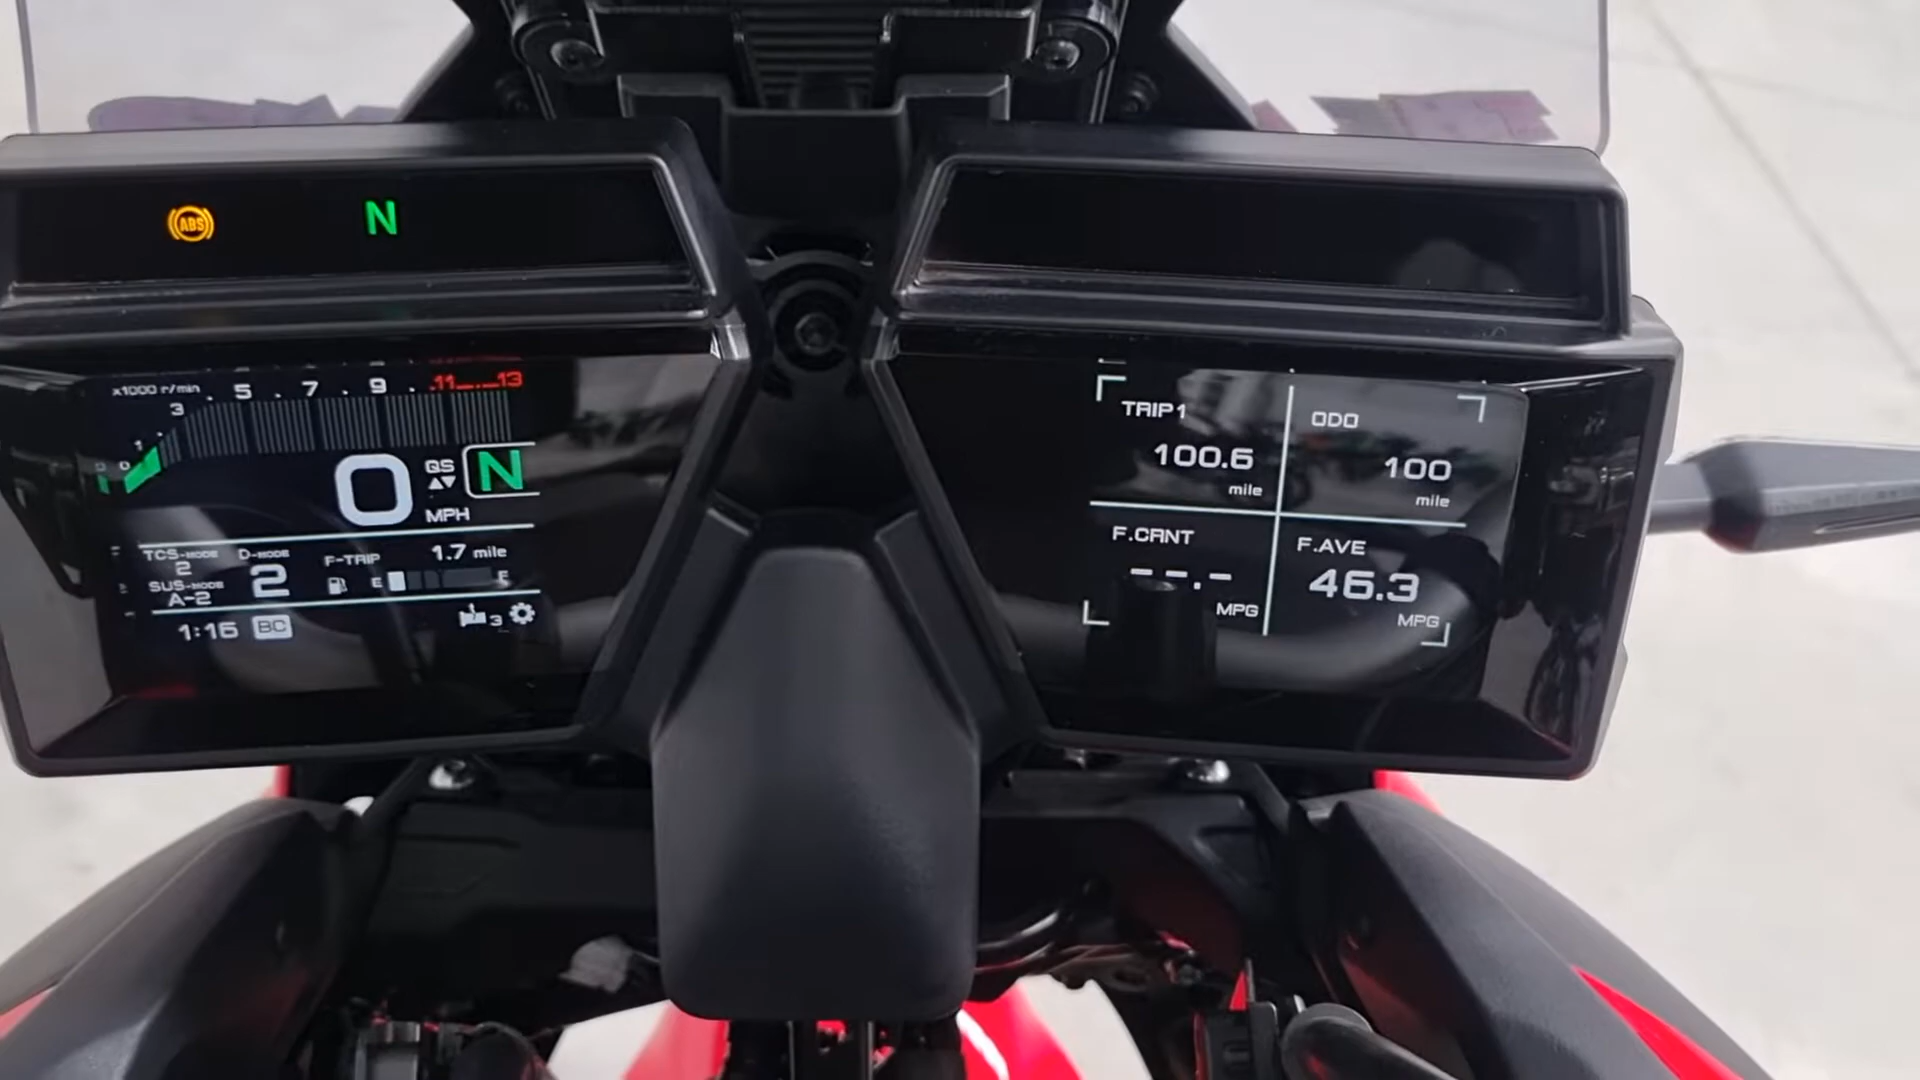 ABS
N
x1000 r/min
0 1 3 5 7 9 11 13
0
QS
N
MPH
TCS-MODE
2
D-MODE
2
F-TRIP
1.7 mile
SUS-MODE
A-2
E
F
1:16
BC
3
TRIP1
100.6
mile
ODO
100
mile
F.CRNT
--.-
MPG
F.AVE
46.3
MPG